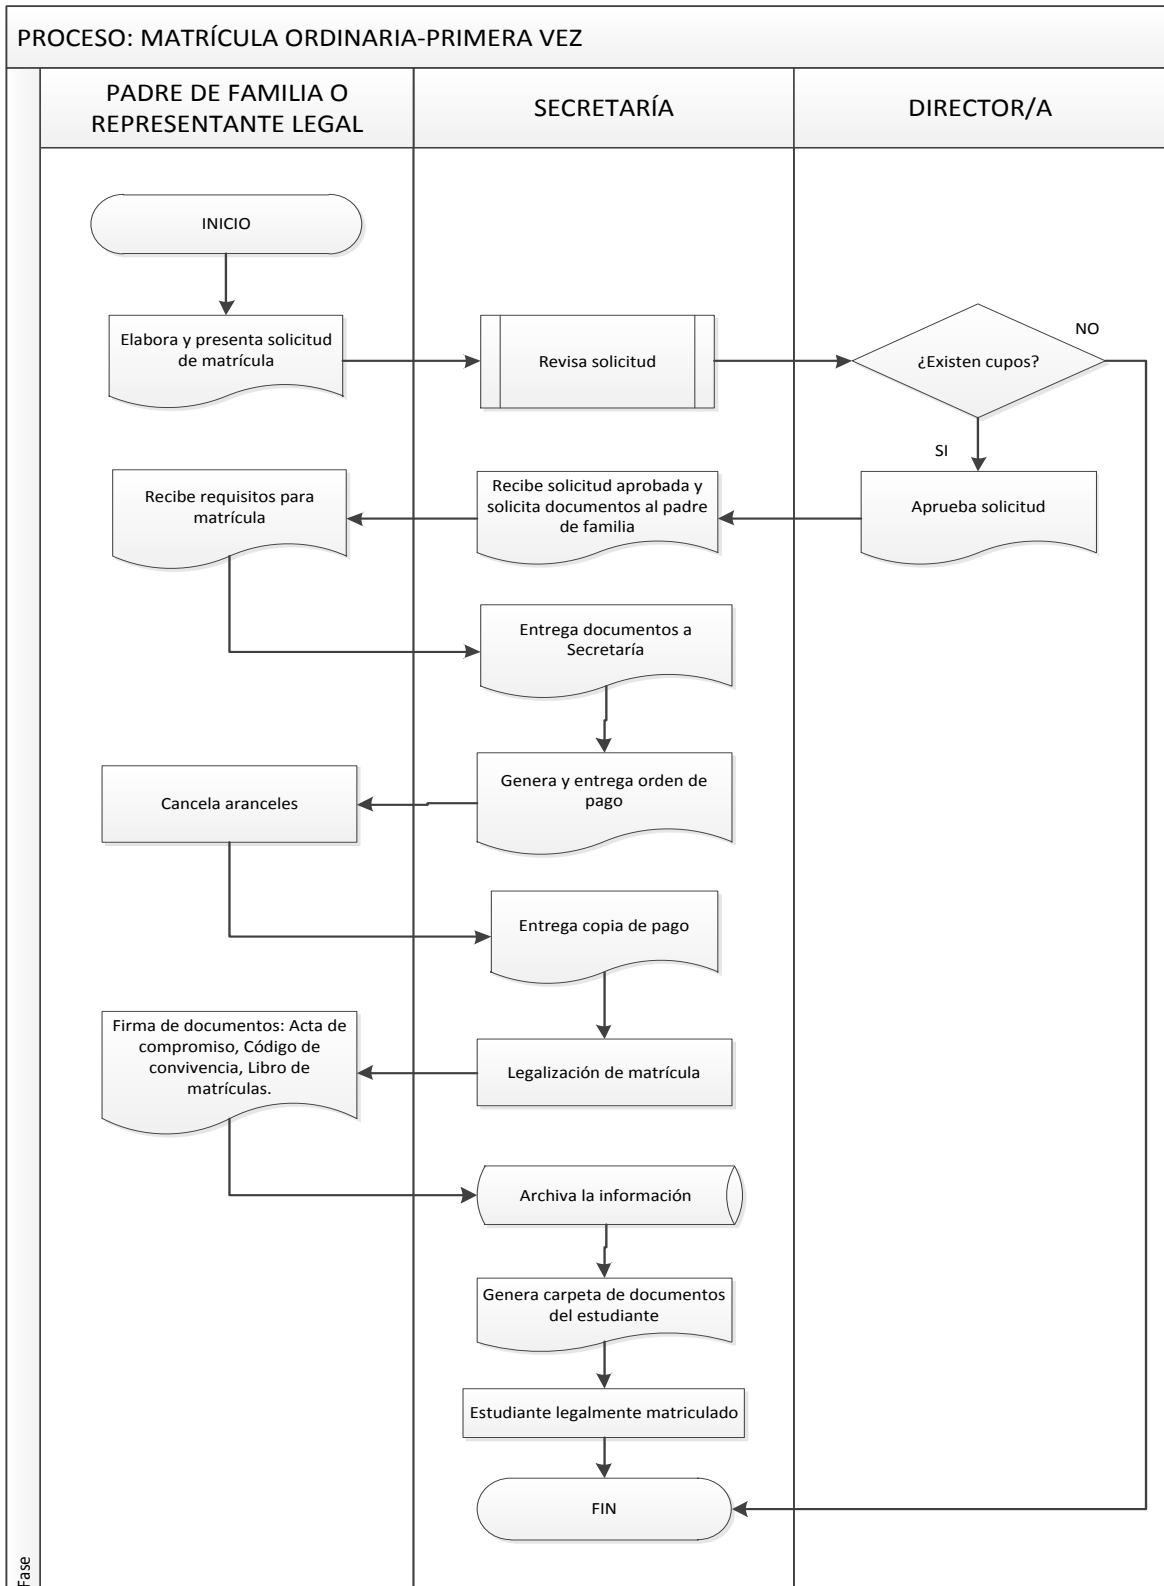 PROCESO: MATRÍCULA ORDINARIA-PRIMERA VEZ
PADRE DE FAMILIA O
REPRESENTANTE LEGAL
SECRETARÍA
DIRECTOR/A
INICIO
Elabora y presenta solicitud
de matrícula
Revisa solicitud
¿Existen cupos?
NO
SI
Recibe requisitos para
matrícula
Recibe solicitud aprobada y
solicita documentos al padre
de familia
Aprueba solicitud
Entrega documentos a
Secretaría
Genera y entrega orden de
pago
Cancela aranceles
Entrega copia de pago
Firma de documentos: Acta de
compromiso, Código de
convivencia, Libro de
matrículas.
Legalización de matrícula
Archiva la información
Genera carpeta de documentos
del estudiante
Estudiante legalmente matriculado
FIN
Fase